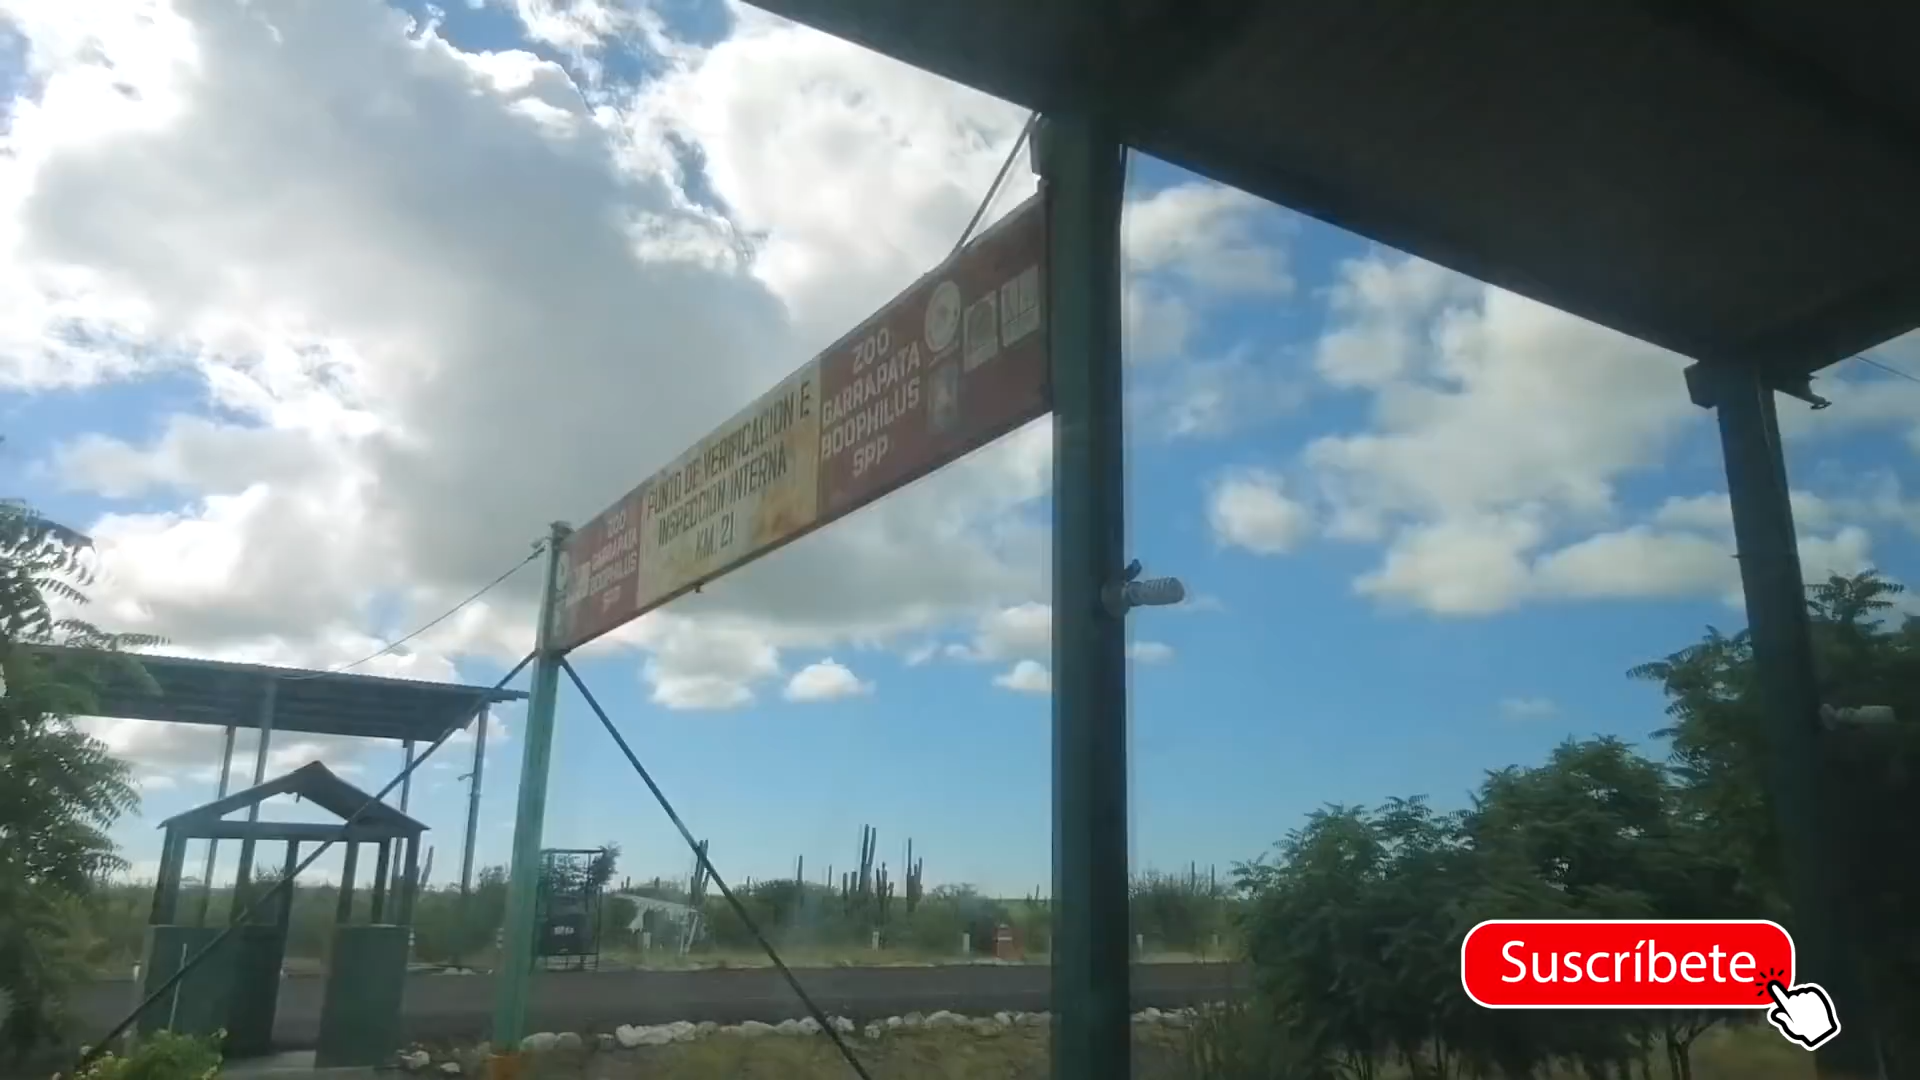 ZOO
GARRAPATA
BOOPHILUS
SPP
PUNTO DE VERIFICACION E
INSPECCION INTERNA
KM. 21
ZOO
GARRAPATA
BOOPHILUS
SPP
Suscríbete